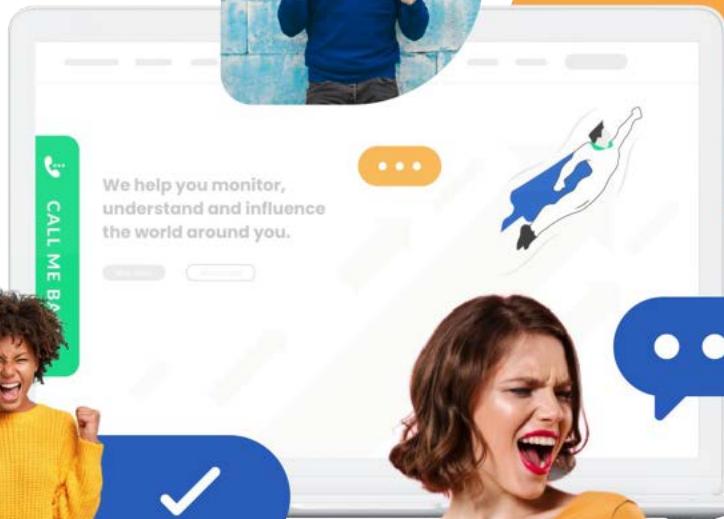 CALL ME BA
We help you monitor,
understand and influence
the world around you.